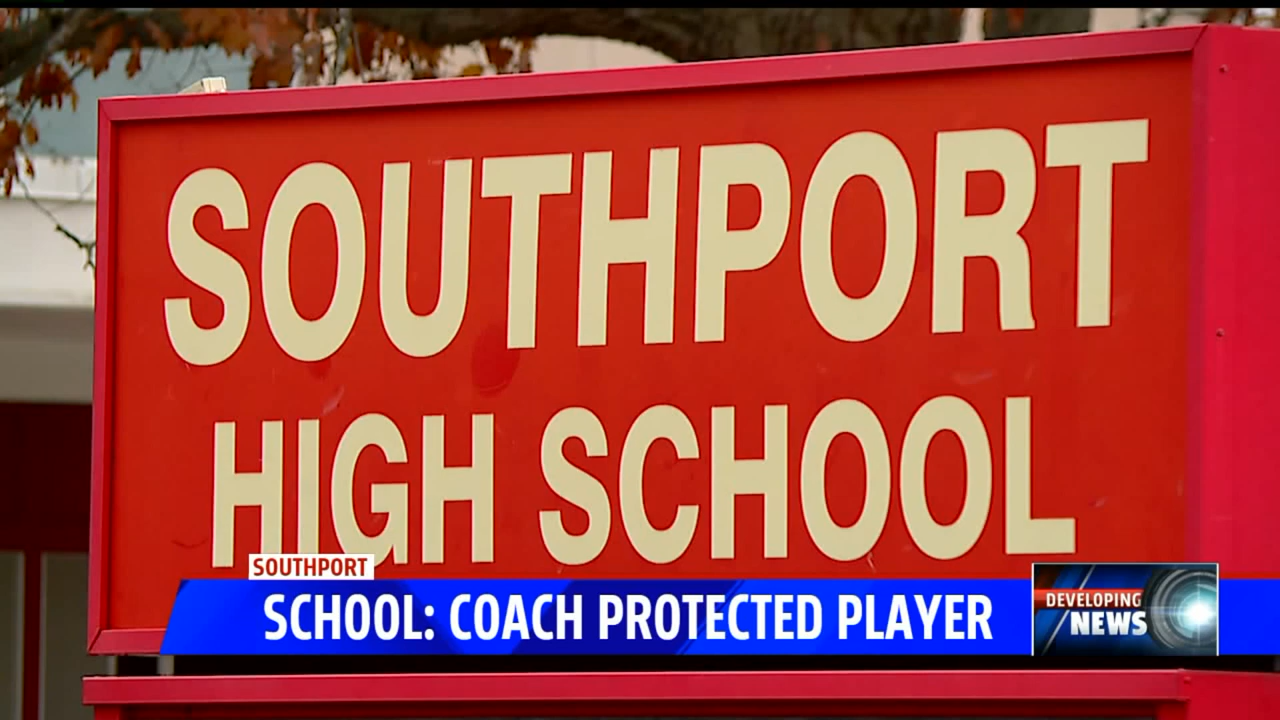 SOUTHPORT
HIGH SCHOOL
SOUTHPORT
SCHOOL: COACH PROTECTED PLAYER
DEVELOPING
NEWS